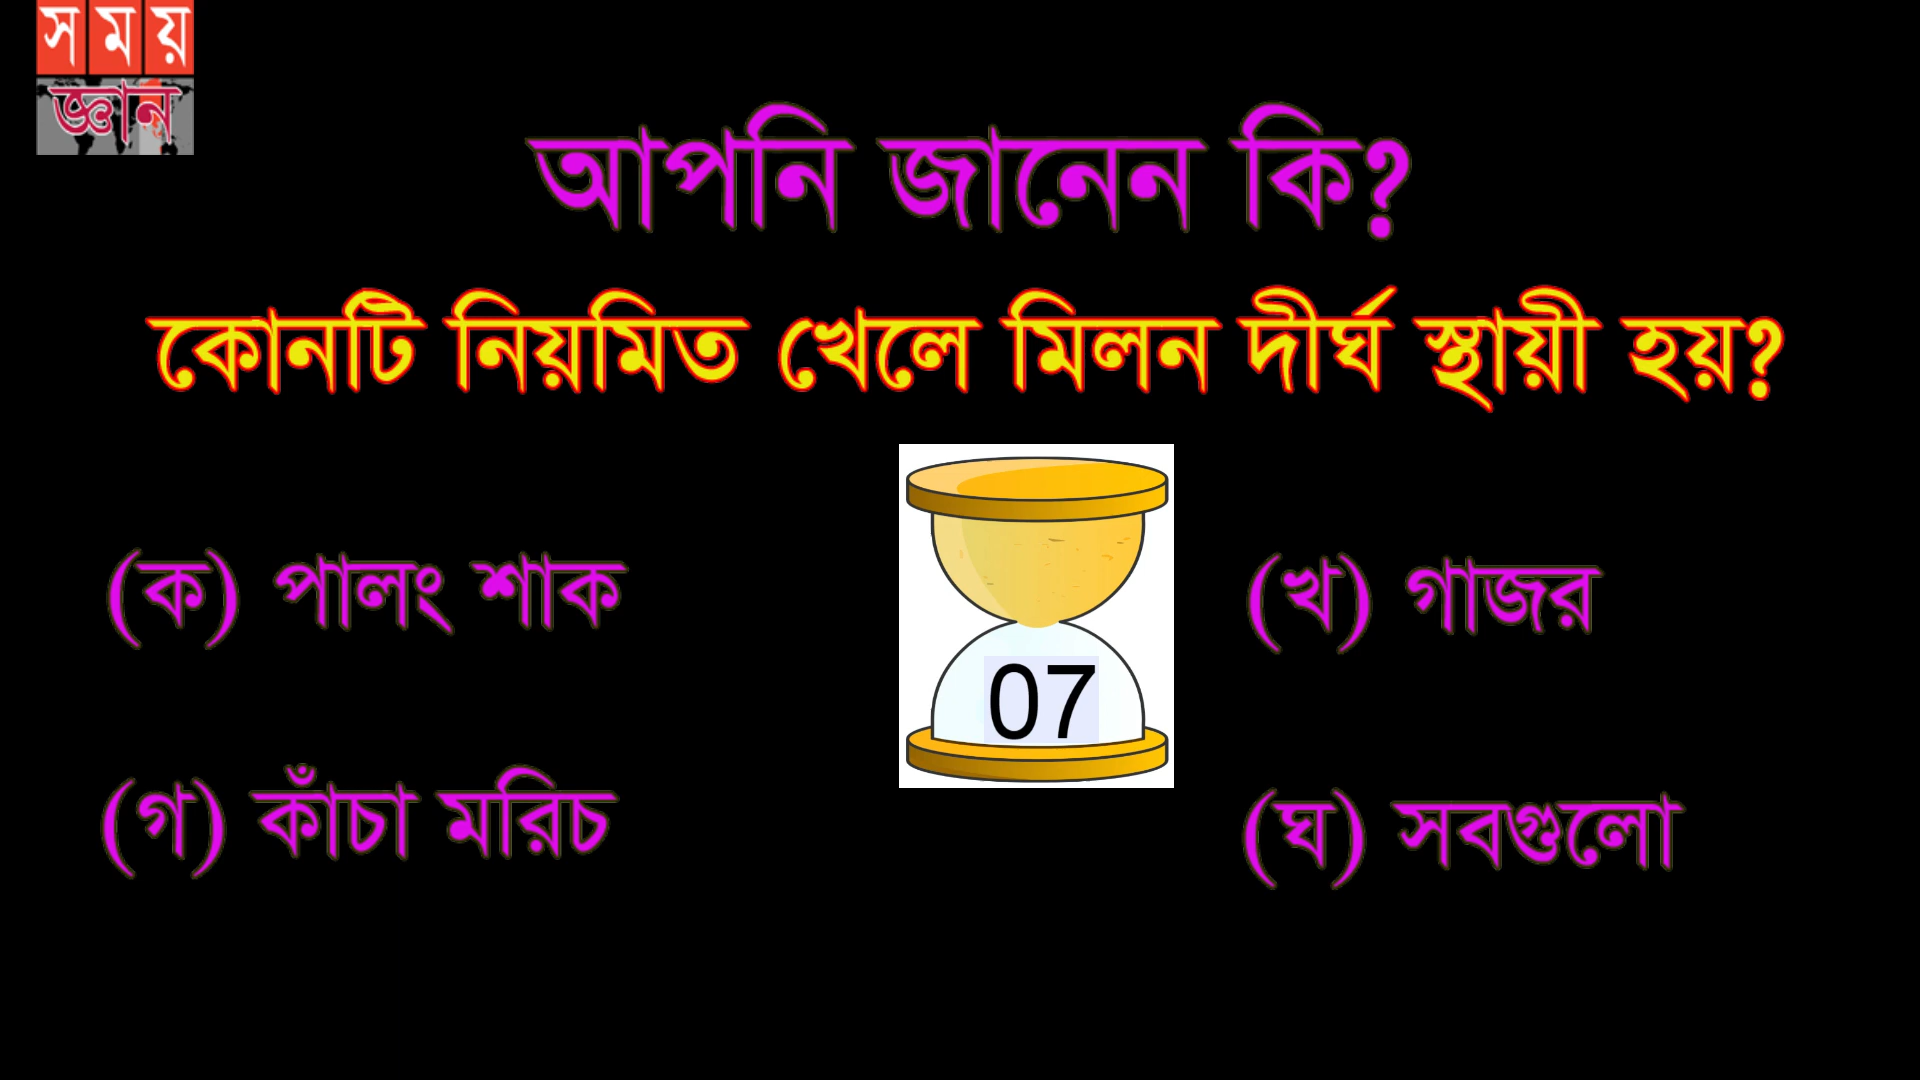 সময়
জ্ঞান
আপনি জানেন কি?
কোনটি নিয়মিত খেলে মিলন দীর্ঘ স্থায়ী হয়?
(ক) পালং শাক
(খ) গাজর
07
(গ) কাঁচা মরিচ
(ঘ) সবগুলো